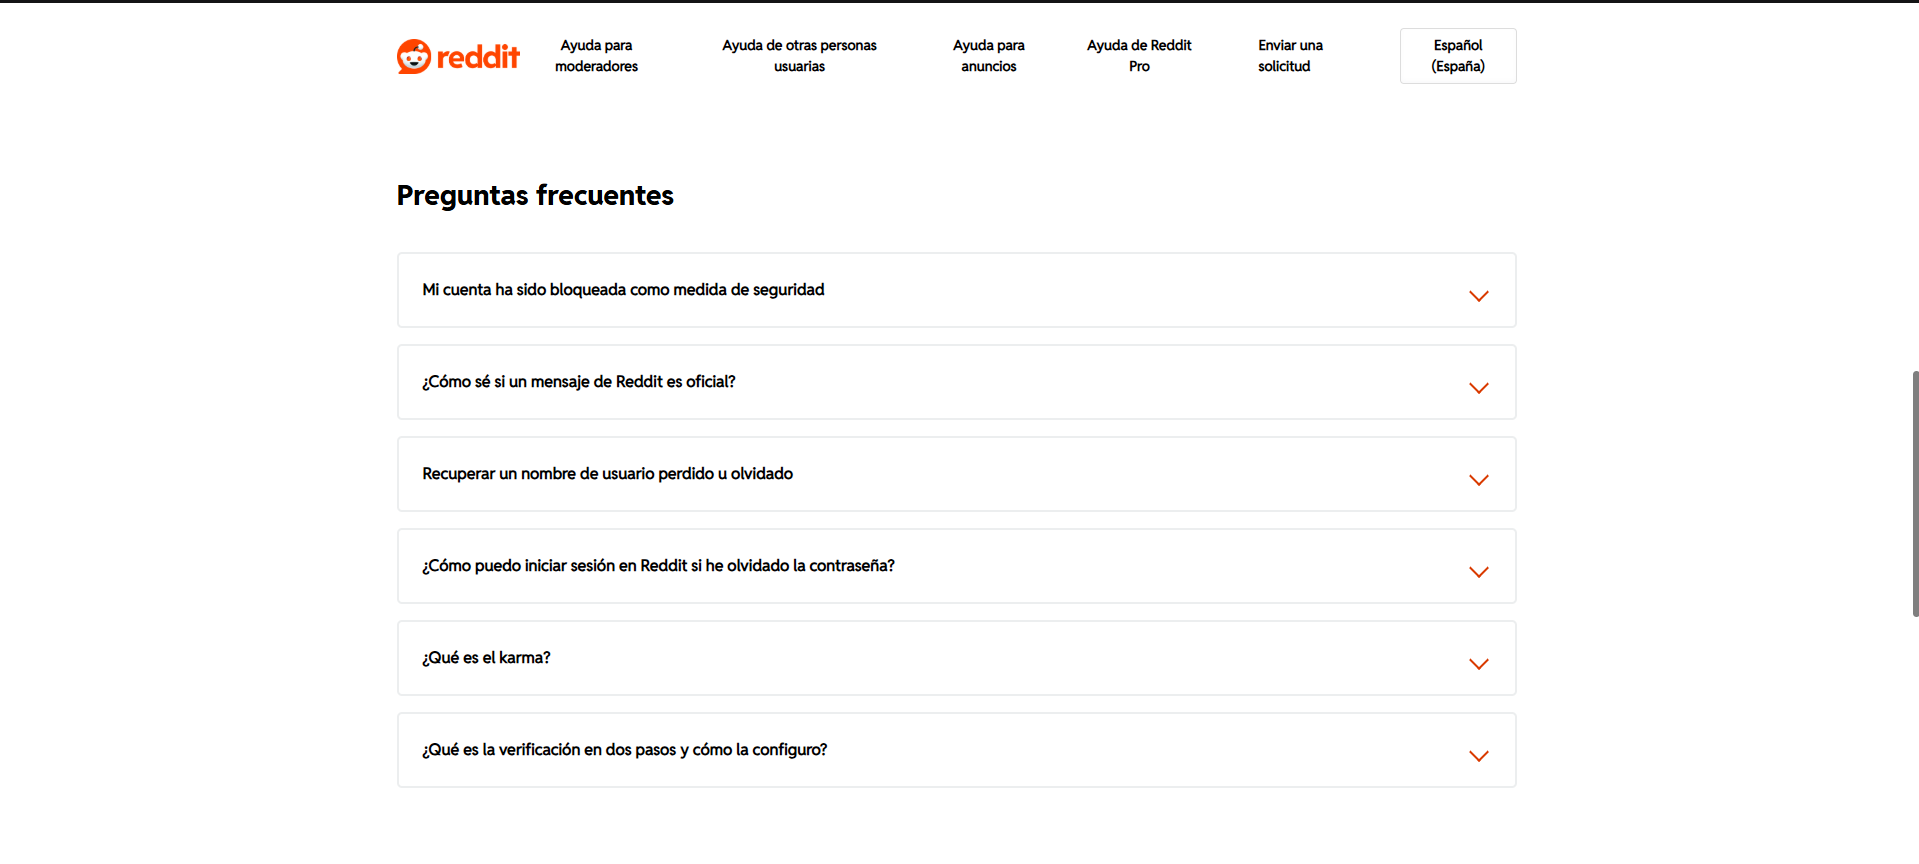 reddit
Ayuda para
moderadores
Ayuda de otras personas
usuarias
Ayuda para
anuncios
Ayuda de Reddit
Pro
Enviar una
solicitud
Español
(España)
Preguntas frecuentes
Mi cuenta ha sido bloqueada como medida de seguridad
¿Cómo sé si un mensaje de Reddit es oficial?
Recuperar un nombre de usuario perdido u olvidado
¿Cómo puedo iniciar sesión en Reddit si he olvidado la contraseña?
¿Qué es el karma?
¿Qué es la verificación en dos pasos y cómo la configuro?